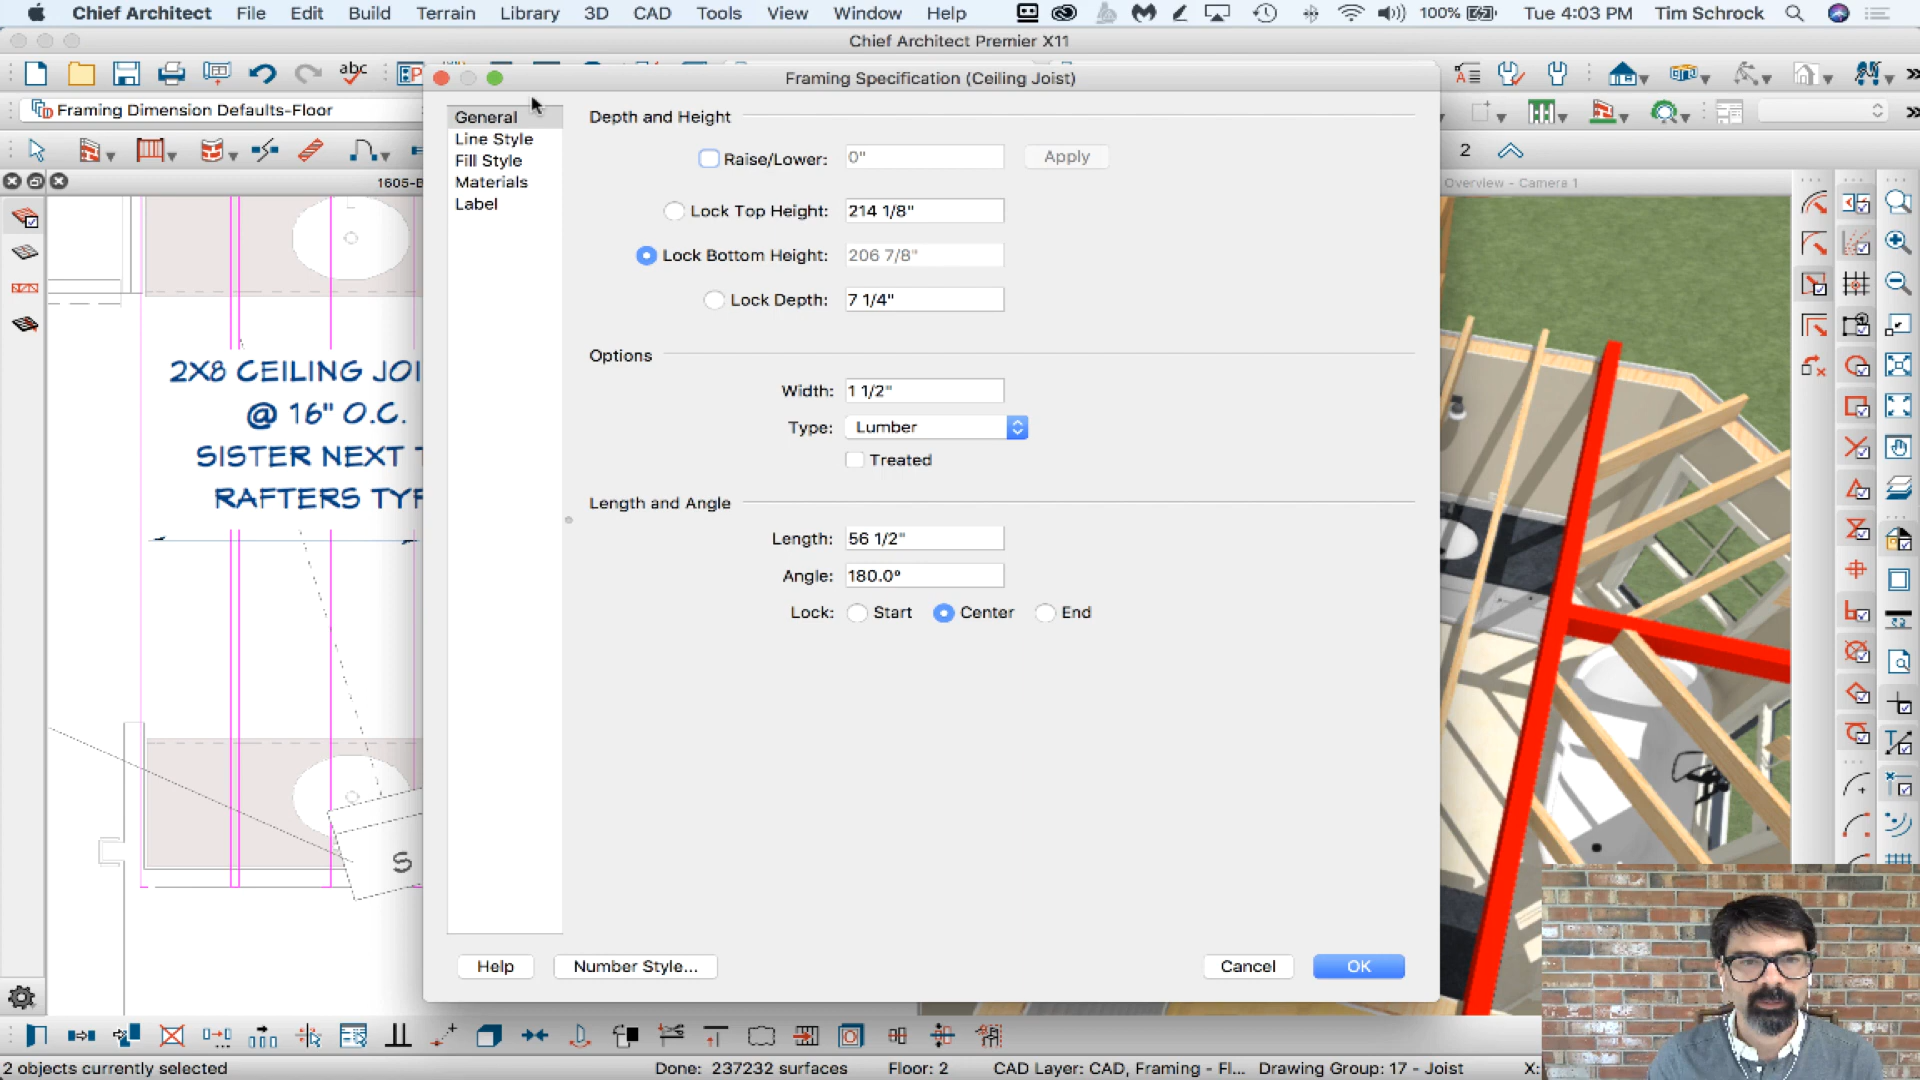 Chief Architect File Edit Build Terrain Library 3D CAD Tools View Window Help 100% Tue 4:03 PM Tim Schrock
Chief Architect Premier X11
abc
Framing Specification (Ceiling Joist)
Framing Dimension Defaults-Floor
2
1605-B
Overview - Camera 1
General
Line Style
Fill Style
Materials
Label
Depth and Height
Raise/Lower: 0" Apply
Lock Top Height: 214 1/8"
Lock Bottom Height: 206 7/8"
Lock Depth: 7 1/4"
Options
Width: 1 1/2"
Type: Lumber
Treated
Length and Angle
Length: 56 1/2"
Angle: 180.0°
Lock: Start Center End
Help Number Style... Cancel OK
2X8 CEILING JOI
@ 16" O.C.
SISTER NEXT T
RAFTERS TYP
S
2 objects currently selected Done: 237232 surfaces Floor: 2 CAD Layer: CAD, Framing - Fl... Drawing Group: 17 - Joist X: